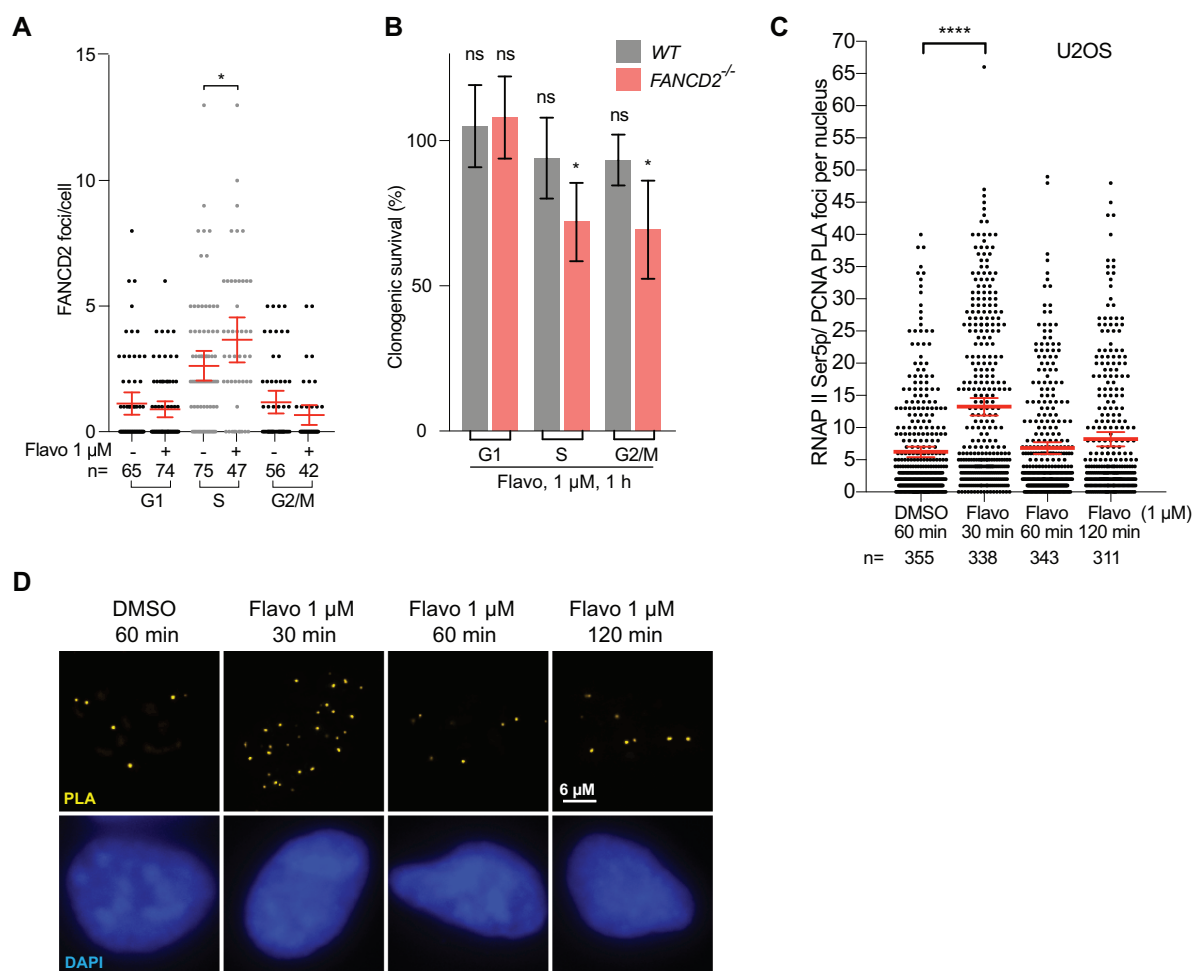 A
15
10
5
0
FANCD2 foci/cell
*
Flavo 1 µM - + - + - +
n= 65 74 75 47 56 42
G1 S G2/M
B
WT
FANCD2-/-
ns ns
ns *
ns *
100
50
0
Clonogenic survival (%)
G1 S G2/M
Flavo, 1 µM, 1 h
C
****
U2OS
70
65
60
55
50
45
40
35
30
25
20
15
10
5
0
RNAP II Ser5p/ PCNA PLA foci per nucleus
DMSO Flavo Flavo Flavo (1 µM)
60 min 30 min 60 min 120 min
n= 355 338 343 311
D
DMSO Flavo 1 µM Flavo 1 µM Flavo 1 µM
60 min 30 min 60 min 120 min
PLA
6 µM
DAPI